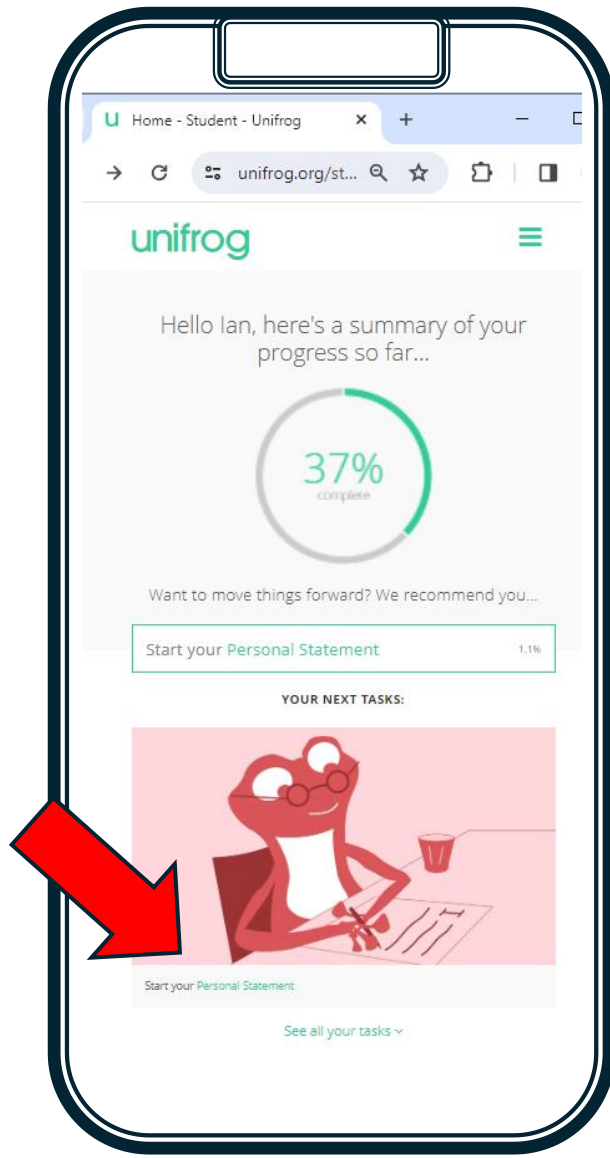 u Home - Student - Unifrog × +
unifrog.org/st...
unifrog
Hello Ian, here's a summary of your
progress so far...
37%
complete
Want to move things forward? We recommend you...
Start your Personal Statement 1.1%
YOUR NEXT TASKS:
Start your Personal Statement
See all your tasks